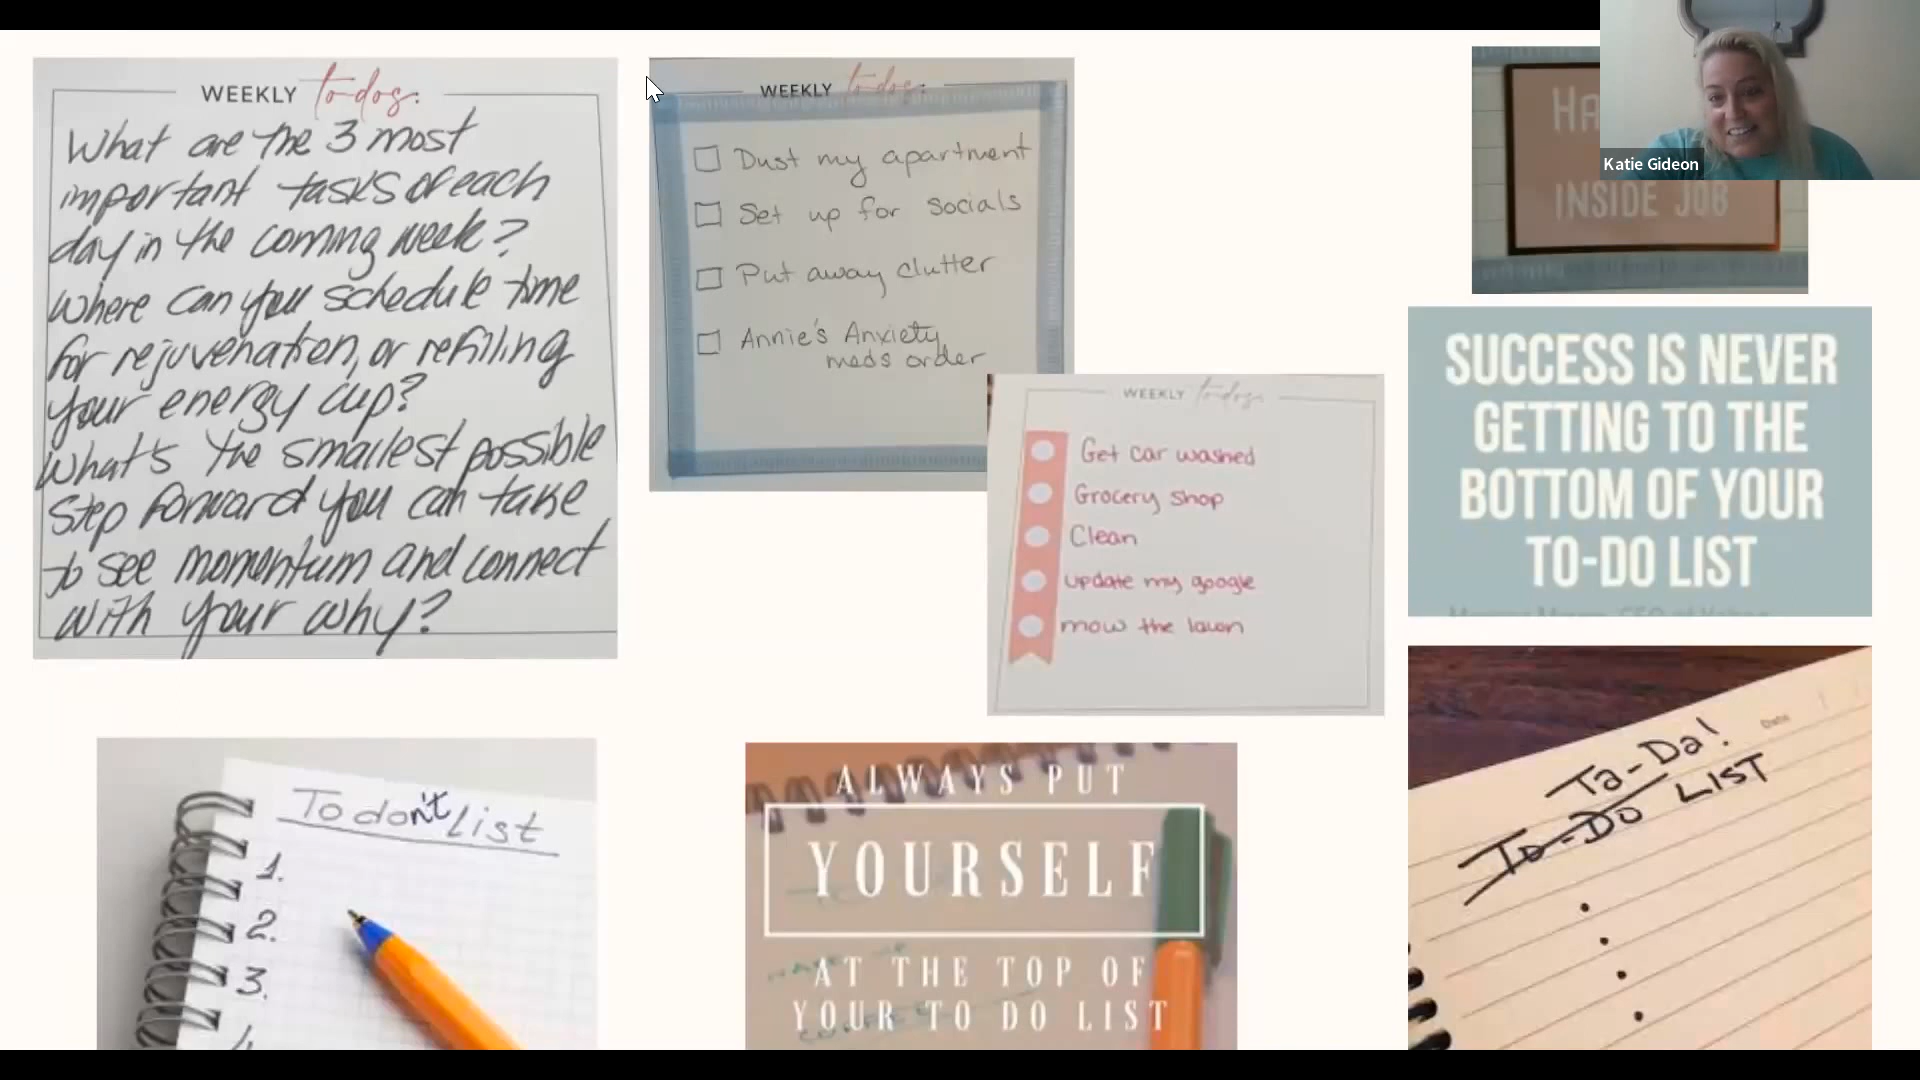 WEEKLY to-dos:
What are the 3 most
important tasks of each
day in the coming week?
Where can you schedule time
for rejuvenation, or refilling
your energy cup?
What's the smallest possible
step forward you can take
to see momentum and connect
with your why?
WEEKLY to-dos:
Dust my apartment
Set up for socials
Put away clutter
Annie's Anxiety
meds order
WEEKLY to-dos:
Get car washed
Grocery shop
Clean
update my google
mow the lawn
HA
INSIDE JOB
Katie Gideon
SUCCESS IS NEVER
GETTING TO THE
BOTTOM OF YOUR
TO-DO LIST
To don't List
1.
2.
3.
ALWAYS PUT
YOURSELF
AT THE TOP OF
YOUR TO DO LIST
Date
Ta-Da!
To-Do LIST